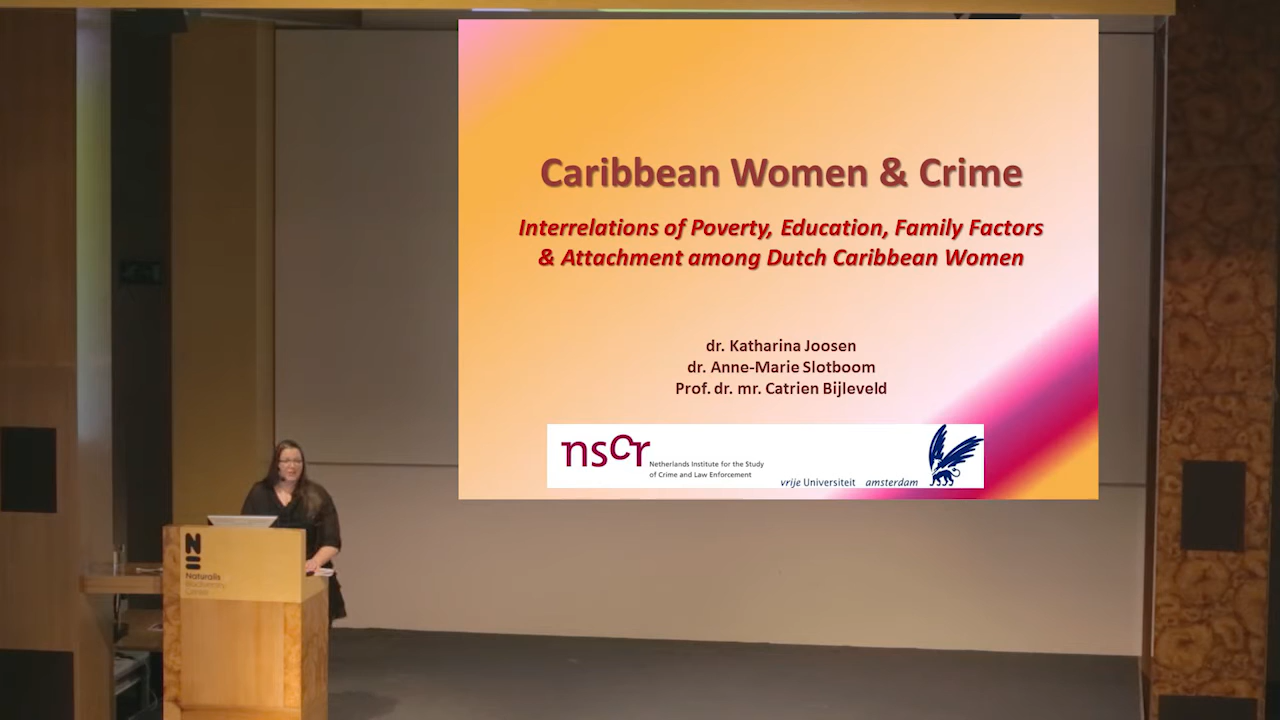 Caribbean Women & Crime
Interrelations of Poverty, Education, Family Factors
& Attachment among Dutch Caribbean Women
dr. Katharina Joosen
dr. Anne-Marie Slotboom
Prof. dr. mr. Catrien Bijleveld
nscr
Netherlands Institute for the Study
of Crime and Law Enforcement
vrije Universiteit amsterdam
N
Naturalis
Biodiversity
Center